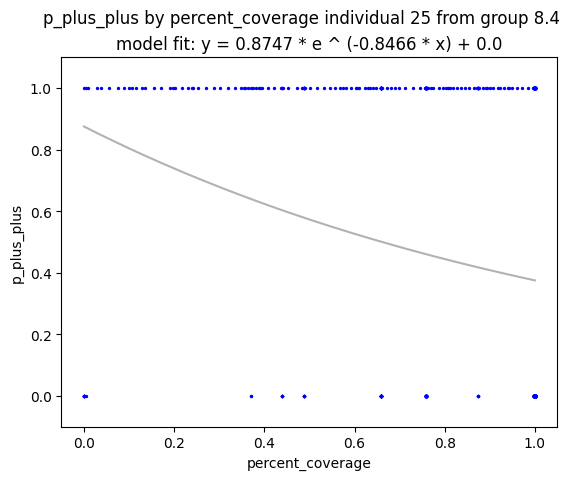 p_plus_plus by percent_coverage individual 25 from group 8.4
model fit: y = 0.8747 * e ^ (-0.8466 * x) + 0.0
1.0
0.8
0.6
0.4
0.2
0.0
p_plus_plus
0.0 0.2 0.4 0.6 0.8 1.0
percent_coverage